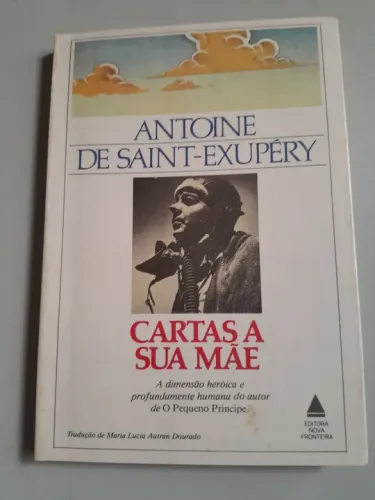 ANTOINE
DE SAINT-EXUPÉRY
CARTAS A
SUA MÃE
A dimensão heróica e
profundamente humana do autor
de O Pequeno Príncipe.
Tradução de Maria Lucia Autran Dourado
EDITORA
NOVA
FRONTEIRA